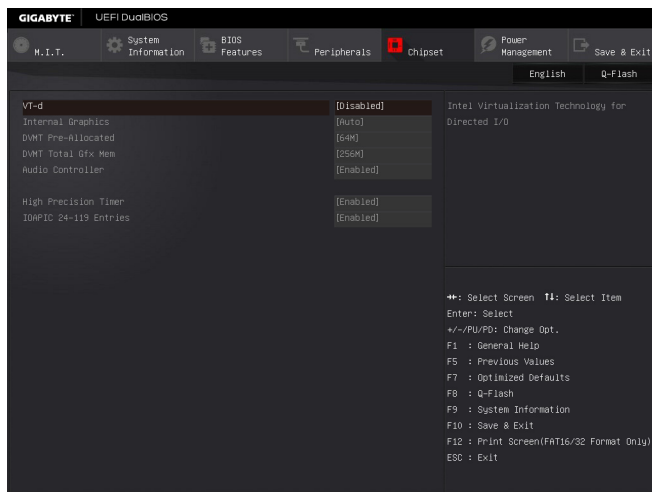 GIGABYTE™ UEFI DualBIOS
M.I.T. System Information BIOS Features Peripherals Chipset Power Management Save & Exit
English Q-Flash
VT-d [Disabled]
Internal Graphics [Auto]
DVMT Pre-Allocated [64M]
DVMT Total Gfx Mem [256M]
Audio Controller [Enabled]
High Precision Timer [Enabled]
IOAPIC 24-119 Entries [Enabled]
Intel Virtualization Technology for
Directed I/O
→←: Select Screen ↑↓: Select Item
Enter: Select
+/-/PU/PD: Change Opt.
F1 : General Help
F5 : Previous Values
F7 : Optimized Defaults
F8 : Q-Flash
F9 : System Information
F10 : Save & Exit
F12 : Print Screen(FAT16/32 Format Only)
ESC : Exit